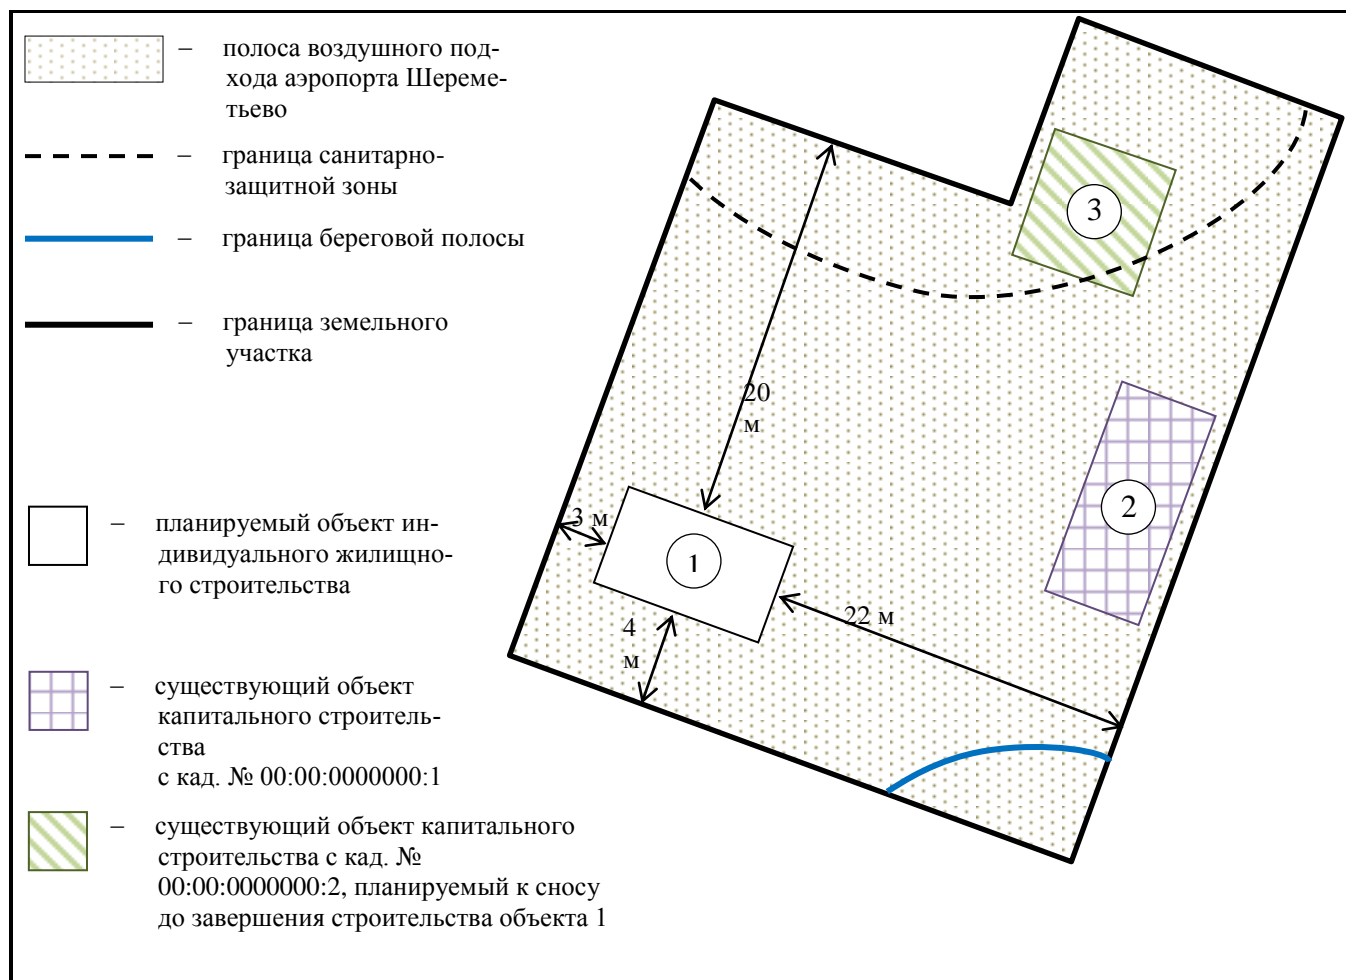 – полоса воздушного под-
хода аэропорта Шереме-
тьево
– граница санитарно-
защитной зоны
– граница береговой полосы
– граница земельного
участка
– планируемый объект ин-
дивидуального жилищно-
го строительства
– существующий объект
капитального строитель-
ства
с кад. № 00:00:0000000:1
– существующий объект капитального
строительства с кад. №
00:00:0000000:2, планируемый к сносу
до завершения строительства объекта 1
3
20
м
2
3 м
1
22 м
4
м